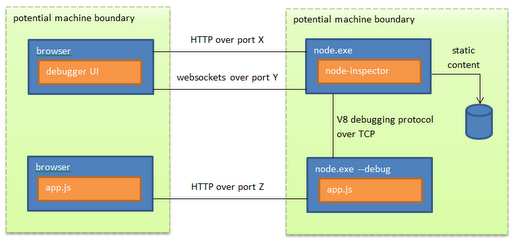 potential machine boundary
potential machine boundary
browser
debugger UI
HTTP over port X
websockets over port Y
node.exe
node-inspector
static
content
V8 debugging protocol
over TCP
browser
app.js
HTTP over port Z
node.exe --debug
app.js